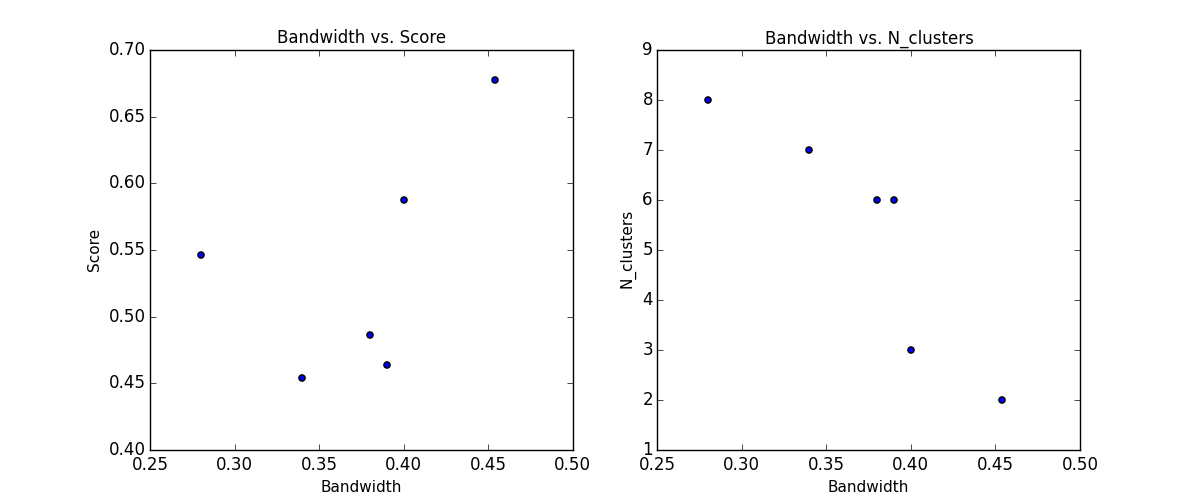 Bandwidth vs. Score
0.70
0.65
0.60
0.55
0.50
0.45
0.40
Score
0.25 0.30 0.35 0.40 0.45 0.50
Bandwidth
Bandwidth vs. N_clusters
9
8
7
6
5
4
3
2
1
N_clusters
0.25 0.30 0.35 0.40 0.45 0.50
Bandwidth